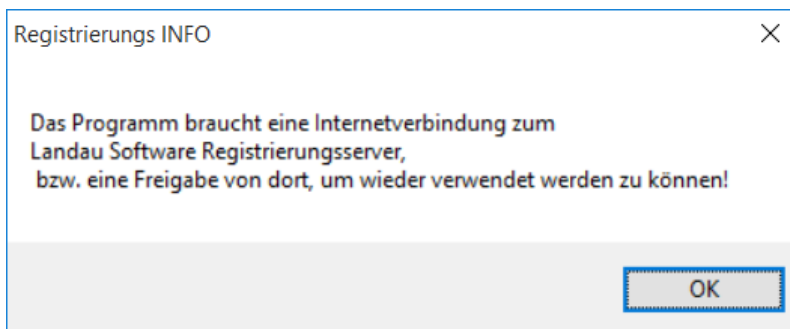 Registrierungs INFO
Das Programm braucht eine Internetverbindung zum
Landau Software Registrierungsserver,
bzw. eine Freigabe von dort, um wieder verwendet werden zu können!
OK